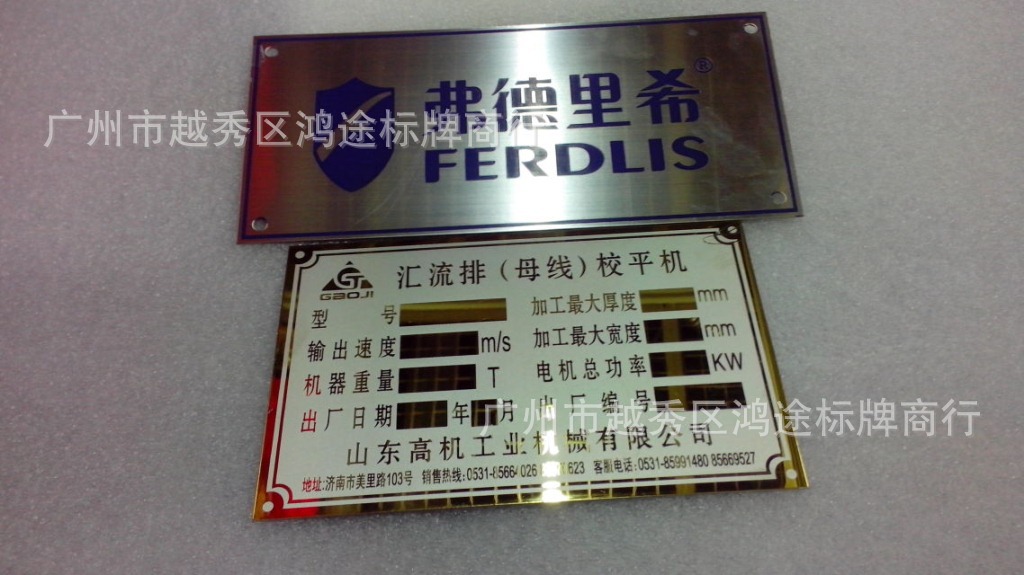 弗德里希®
FERDLIS
广州市越秀区鸿途标牌商行
GAOJI
汇流排（母线）校平机
型 号 加工最大厚度 mm
输出速度 m/s 加工最大宽度 mm
机器重量 T 电机总功率 KW
出厂日期 年 月 出厂编号
广州市越秀区鸿途标牌商行
山东高机工业机械有限公司
地址:济南市美里路103号 销售热线:0531-8566 026 623 客服电话:0531-85991480 85669527